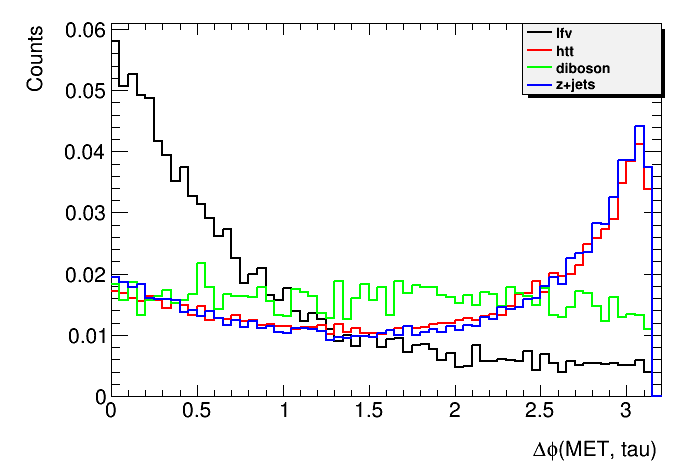 Counts
0.06
0.05
0.04
0.03
0.02
0.01
0
0 0.5 1 1.5 2 2.5 3
Δϕ(MET, tau)
lfv
htt
diboson
z+jets